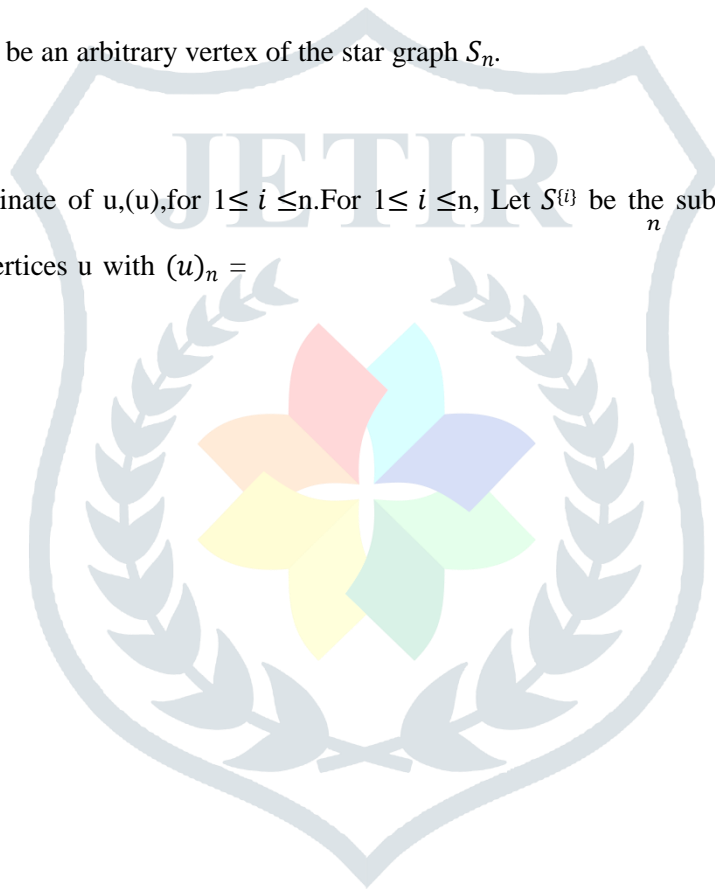 be an arbitrary vertex of the star graph 𝑆𝑛.
JETIR
inate of u,(u),for 1≤ 𝑖 ≤n.For 1≤ 𝑖 ≤n, Let 𝑆{𝑖} be the sub
𝑛
ertices u with (𝑢)𝑛 =